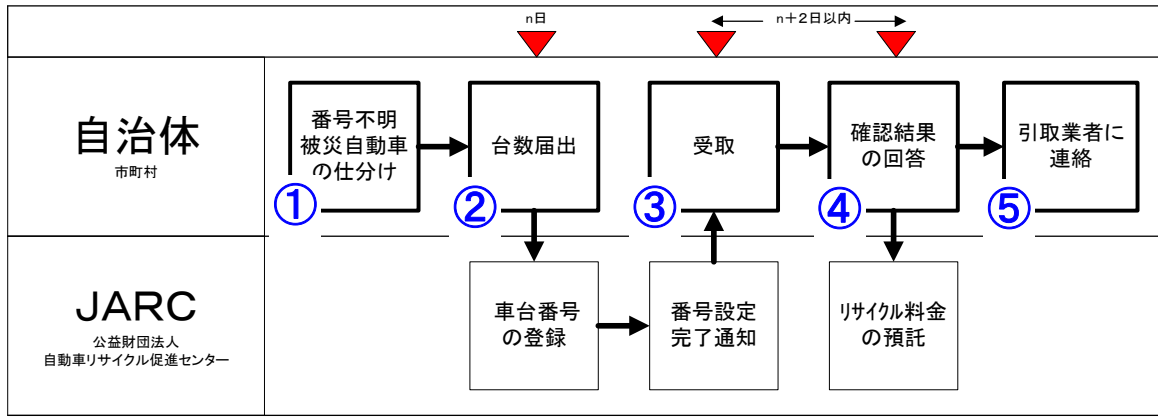 n日
n+2日以内
自治体
市町村
番号不明
被災自動車
の仕分け
①
台数届出
②
受取
③
確認結果
の回答
④
引取業者に
連絡
⑤
JARC
公益財団法人
自動車リサイクル促進センター
車台番号
の登録
番号設定
完了通知
リサイクル料金
の預託